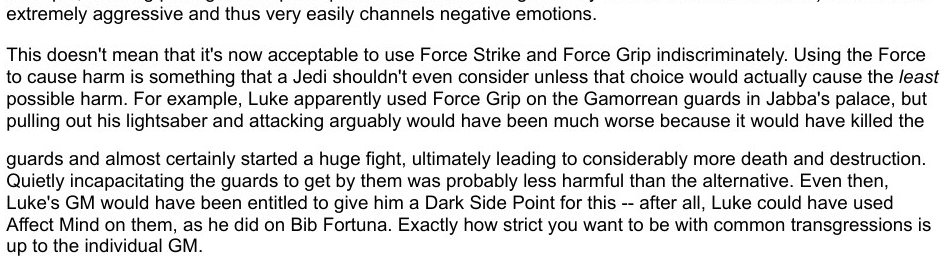 extremely aggressive and thus very easily channels negative emotions.
This doesn't mean that it's now acceptable to use Force Strike and Force Grip indiscriminately. Using the Force
to cause harm is something that a Jedi shouldn't even consider unless that choice would actually cause the least
possible harm. For example, Luke apparently used Force Grip on the Gamorrean guards in Jabba's palace, but
pulling out his lightsaber and attacking arguably would have been much worse because it would have killed the
guards and almost certainly started a huge fight, ultimately leading to considerably more death and destruction.
Quietly incapacitating the guards to get by them was probably less harmful than the alternative. Even then,
Luke's GM would have been entitled to give him a Dark Side Point for this -- after all, Luke could have used
Affect Mind on them, as he did on Bib Fortuna. Exactly how strict you want to be with common transgressions is
up to the individual GM.